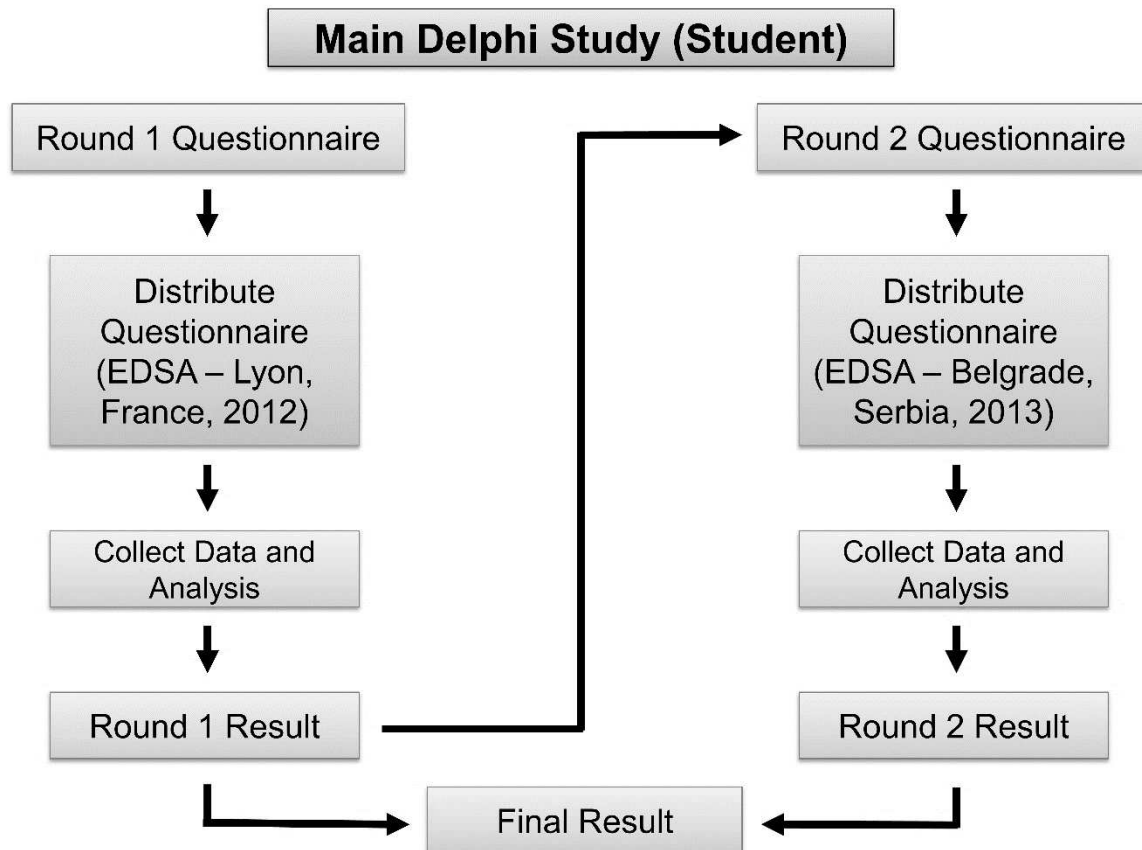 Main Delphi Study (Student)
Round 1 Questionnaire
Distribute
Questionnaire
(EDSA – Lyon,
France, 2012)
Collect Data and
Analysis
Round 1 Result
Round 2 Questionnaire
Distribute
Questionnaire
(EDSA – Belgrade,
Serbia, 2013)
Collect Data and
Analysis
Round 2 Result
Final Result